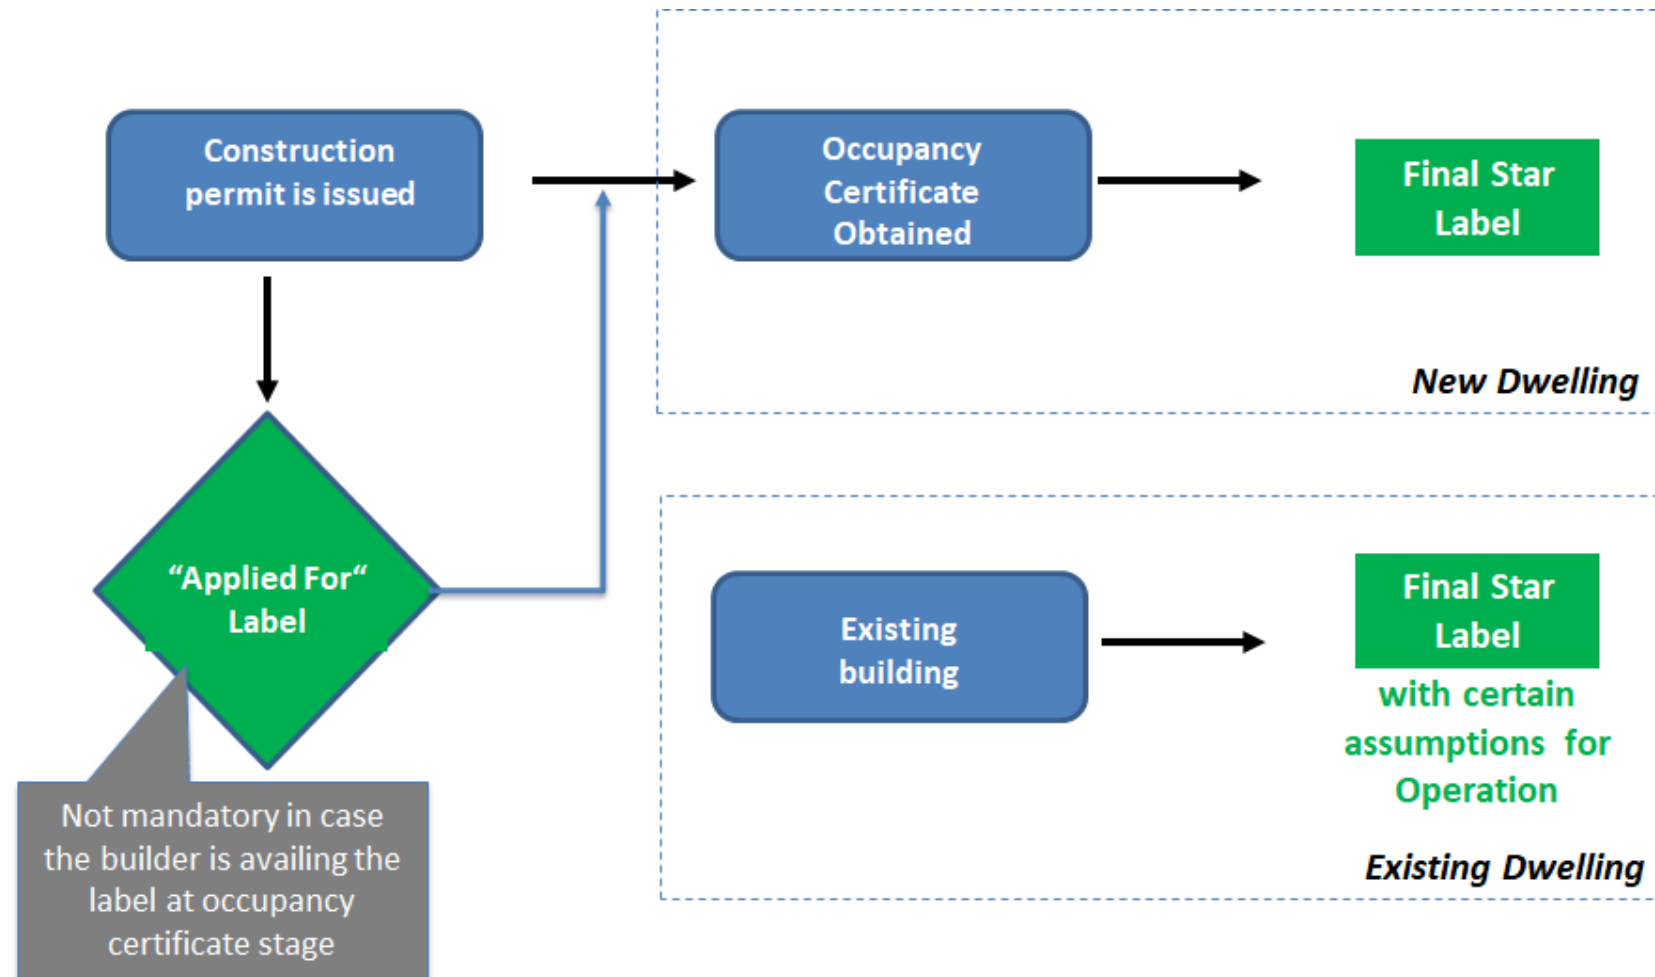 Construction
permit is issued
Occupancy
Certificate
Obtained
Final Star
Label
New Dwelling
“Applied For“
Label
Not mandatory in case
the builder is availing the
label at occupancy
certificate stage
Existing
building
Final Star
Label
with certain
assumptions for
Operation
Existing Dwelling